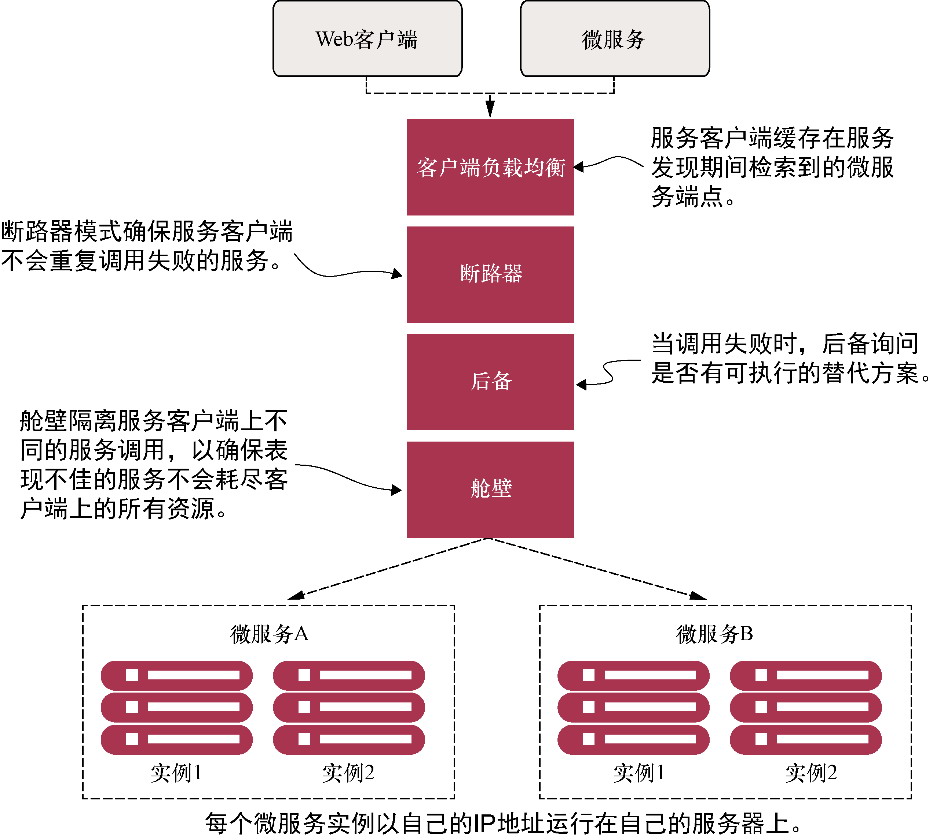 Web客户端
微服务
客户端负载均衡
服务客户端缓存在服务
发现期间检索到的微服
务端点。
断路器模式确保服务客户端
不会重复调用失败的服务。
断路器
当调用失败时，后备询问
是否有可执行的替代方案。
后备
舱壁隔离服务客户端上不
同的服务调用，以确保表
现不佳的服务不会耗尽客
户端上的所有资源。
舱壁
微服务A
实例1
实例2
微服务B
实例1
实例2
每个微服务实例以自己的IP地址运行在自己的服务器上。